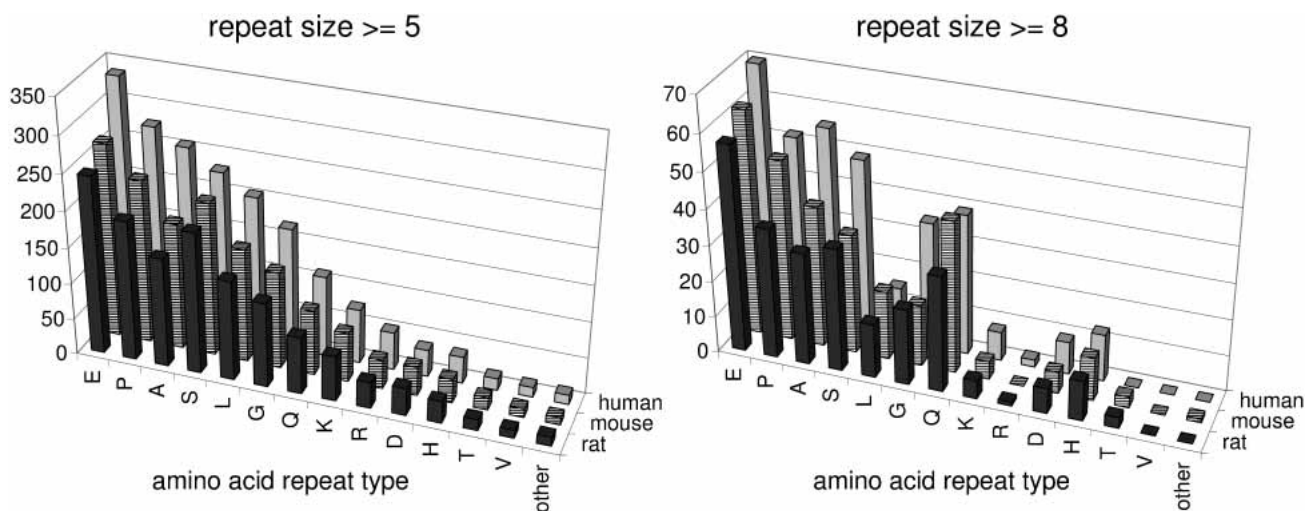 repeat size >= 5
350
300
250
200
150
100
50
0
E
P
A
S
L
G
Q
K
R
D
H
T
V
other
human
mouse
rat
amino acid repeat type
repeat size >= 8
70
60
50
40
30
20
10
0
E
P
A
S
L
G
Q
K
R
D
H
T
V
other
human
mouse
rat
amino acid repeat type